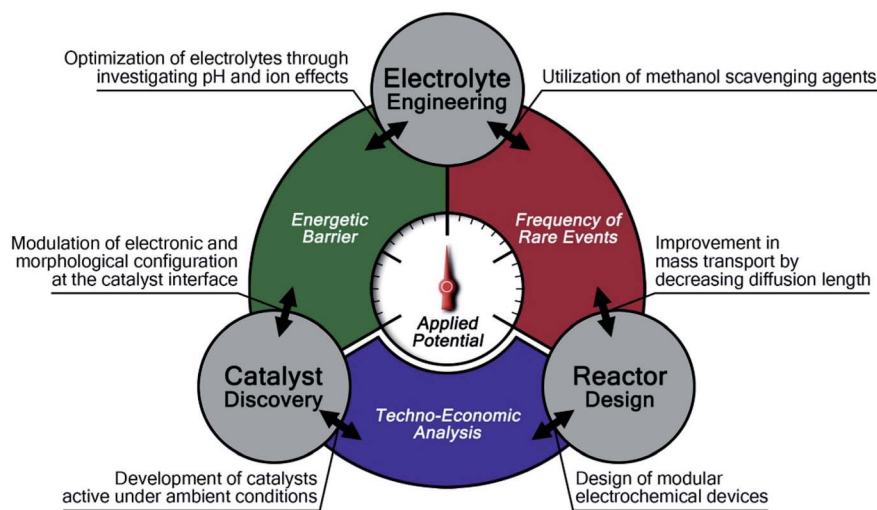 Optimization of electrolytes through
investigating pH and ion effects
Electrolyte
Engineering
Utilization of methanol scavenging agents
Energetic
Barrier
Frequency of
Rare Events
Modulation of electronic and
morphological configuration
at the catalyst interface
Improvement in
mass transport by
decreasing diffusion length
Applied
Potential
Catalyst
Discovery
Reactor
Design
Techno-Economic
Analysis
Development of catalysts
active under ambient conditions
Design of modular
electrochemical devices